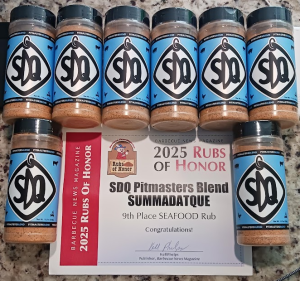 SDQ
SDQ
SDQ
SDQ
SDQ
SDQ
SDQ
SDQ
BARBECUE NEWS MAGAZINE
2025 RUBS OF HONOR
Rubs of Honor
2025 RUBS
OF HONOR
SDQ Pitmasters Blend
SUMMADATQUE
9th Place SEAFOOD Rub
Congratulations!